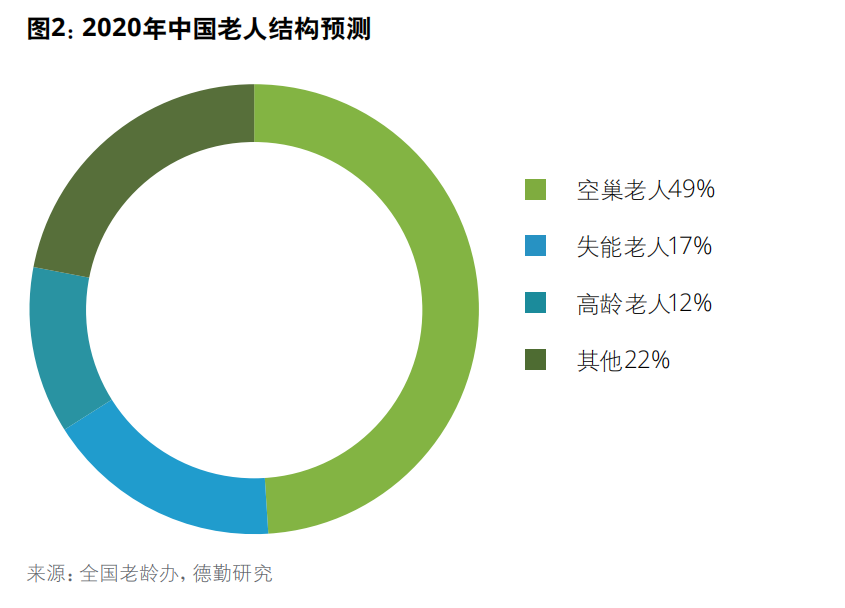 图2：2020年中国老人结构预测
空巢老人49%
失能老人17%
高龄老人12%
其他22%
来源：全国老龄办，德勤研究